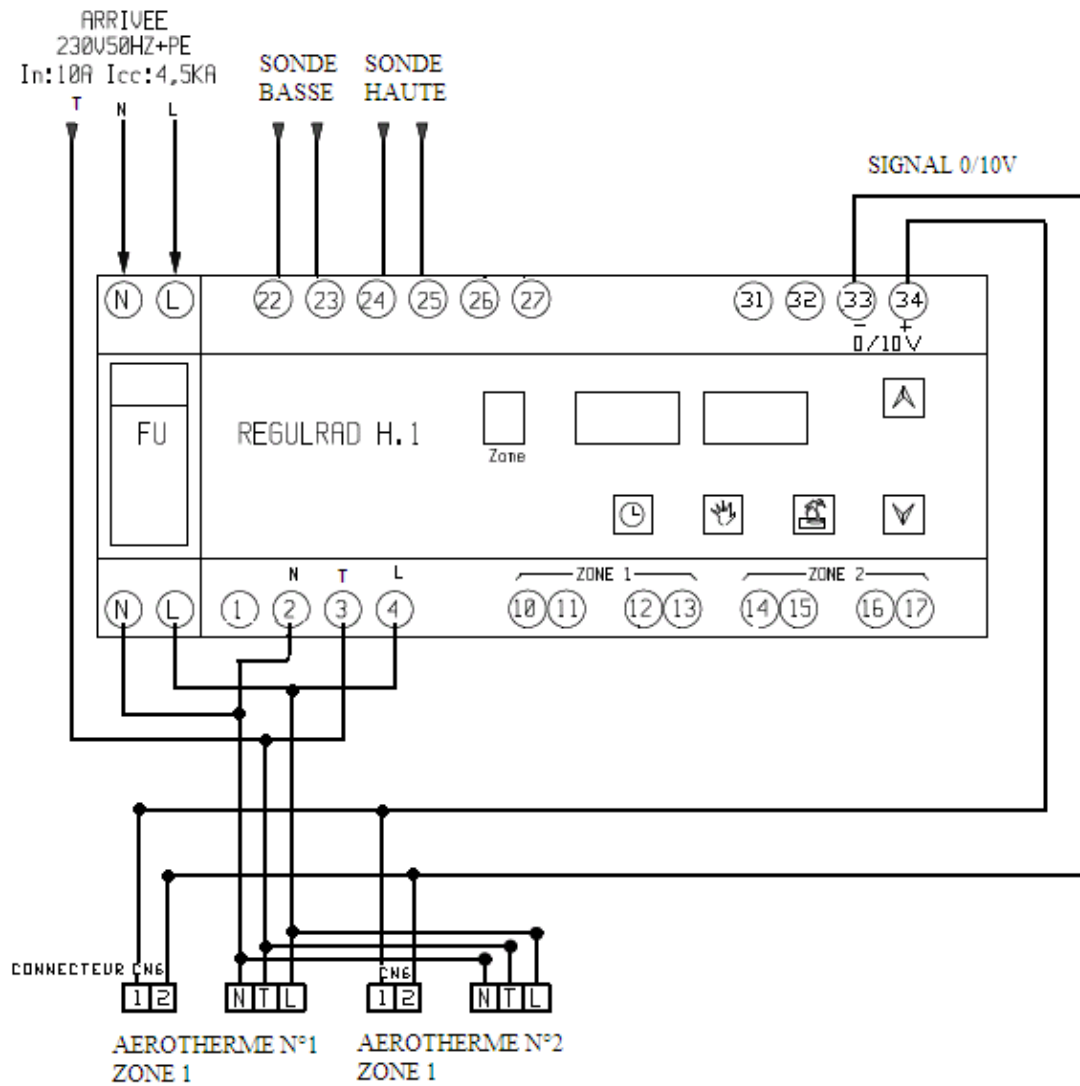 ARRIVEE
230V50HZ+PE
In:10A Icc:4,5KA
T N L
SONDE
BASSE
SONDE
HAUTE
SIGNAL 0/10V
N L 22 23 24 25 26 27 31 32 33 34
- +
0/10V
FU
REGULRAD H.1
Zone
N T L ZONE 1 ZONE 2
N L 1 2 3 4 10 11 12 13 14 15 16 17
CONNECTEUR CN6 CN6
1 2 N T L 1 2 N T L
AEROTHERME N°1
ZONE 1
AEROTHERME N°2
ZONE 1